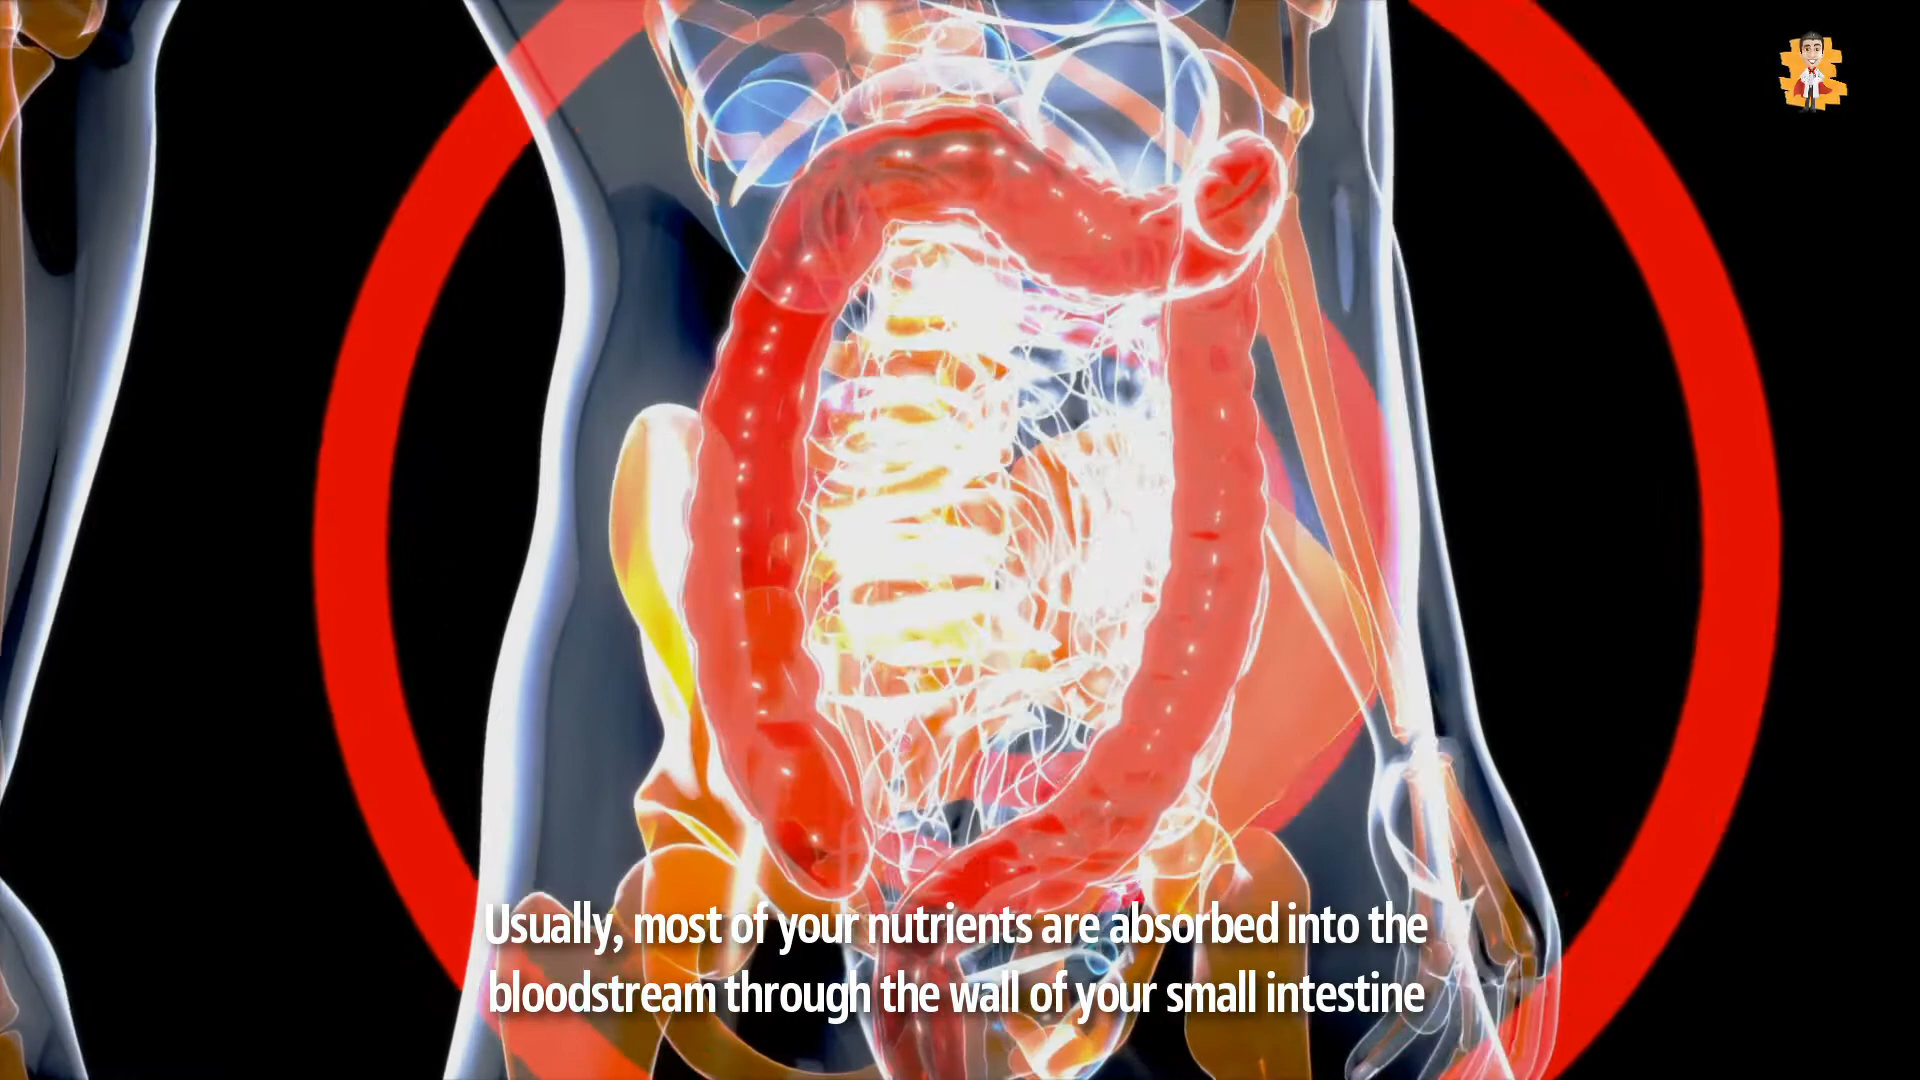 Usually, most of your nutrients are absorbed into the
bloodstream through the wall of your small intestine